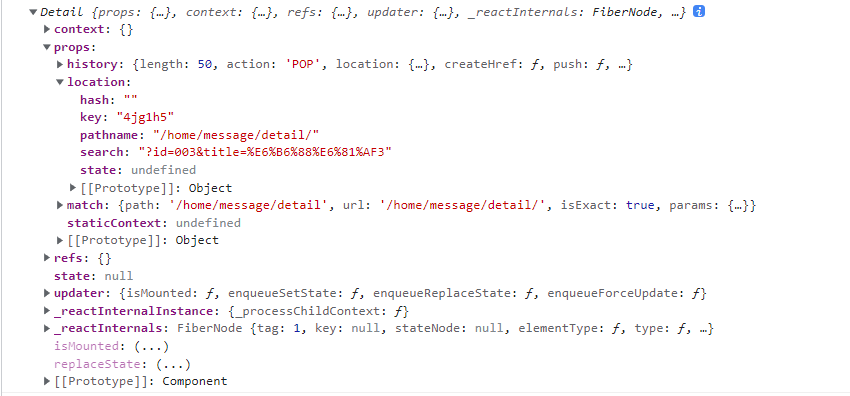 ▼Detail {props: {…}, context: {…}, refs: {…}, updater: {…}, _reactInternals: FiberNode, …} i
▶context: {}
▼props:
▶history: {length: 50, action: 'POP', location: {…}, createHref: ƒ, push: ƒ, …}
▼location:
hash: ""
key: "4jg1h5"
pathname: "/home/message/detail/"
search: "?id=003&title=%E6%B6%88%E6%81%AF3"
state: undefined
▶[[Prototype]]: Object
▶match: {path: '/home/message/detail', url: '/home/message/detail/', isExact: true, params: {…}}
staticContext: undefined
▶[[Prototype]]: Object
▶refs: {}
state: null
▶updater: {isMounted: ƒ, enqueueSetState: ƒ, enqueueReplaceState: ƒ, enqueueForceUpdate: ƒ}
▶_reactInternalInstance: {_processChildContext: ƒ}
▶_reactInternals: FiberNode {tag: 1, key: null, stateNode: null, elementType: ƒ, type: ƒ, …}
isMounted: (...)
replaceState: (...)
▶[[Prototype]]: Component